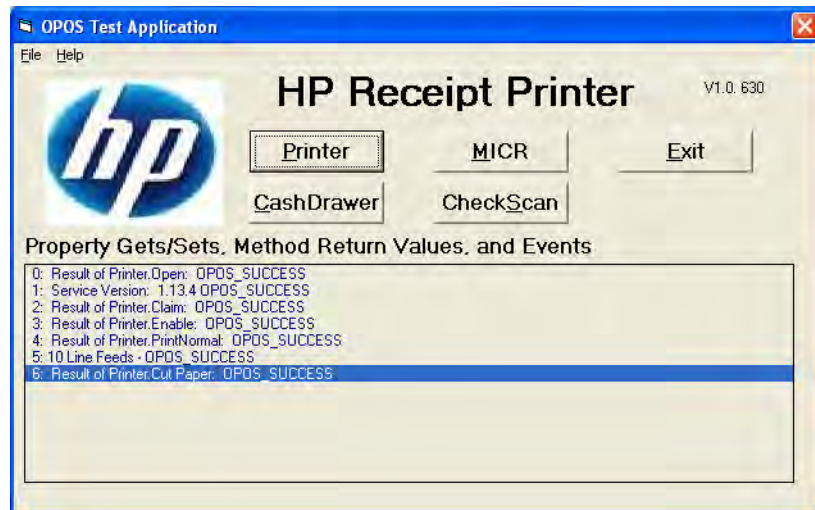 OPOS Test Application
File Help
hp
HP Receipt Printer
V1.0. 630
Printer
MICR
Exit
CashDrawer
CheckScan
Property Gets/Sets, Method Return Values, and Events
0: Result of Printer.Open: OPOS_SUCCESS
1: Service Version: 1.13.4 OPOS_SUCCESS
2: Result of Printer.Claim: OPOS_SUCCESS
3: Result of Printer.Enable: OPOS_SUCCESS
4: Result of Printer.PrintNormal: OPOS_SUCCESS
5: 10 Line Feeds - OPOS_SUCCESS
6: Result of Printer.Cut Paper: OPOS_SUCCESS